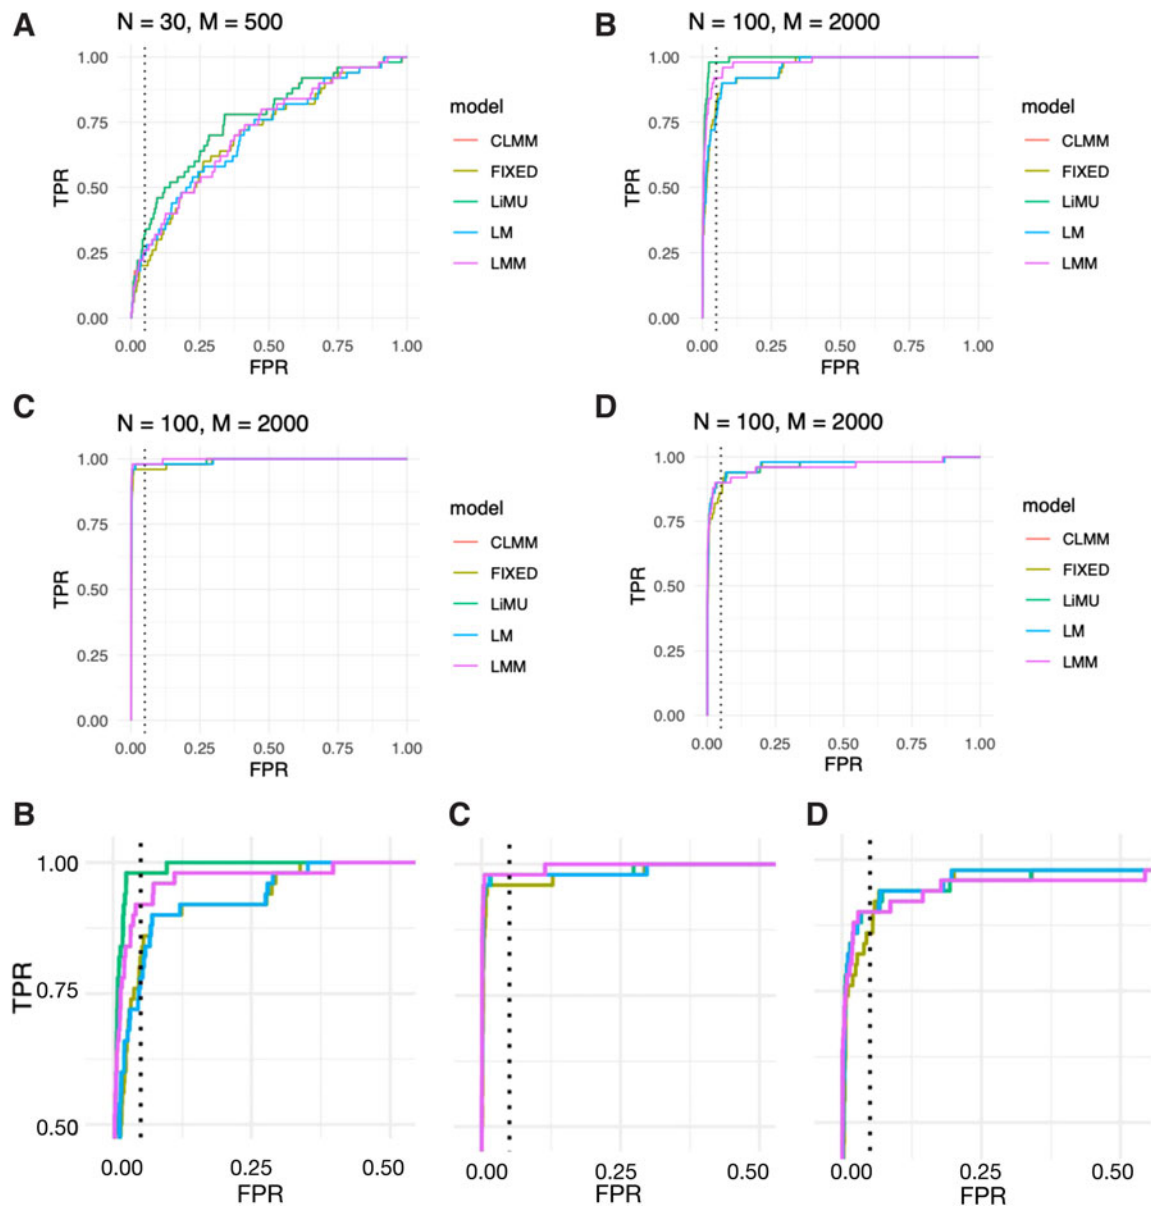 A
N = 30, M = 500
1.00
0.75
0.50
0.25
0.00
TPR
0.00 0.25 0.50 0.75 1.00
FPR
model
CLMM
FIXED
LiMU
LM
LMM
B
N = 100, M = 2000
1.00
0.75
0.50
0.25
0.00
TPR
0.00 0.25 0.50 0.75 1.00
FPR
model
CLMM
FIXED
LiMU
LM
LMM
C
N = 100, M = 2000
1.00
0.75
0.50
0.25
0.00
TPR
0.00 0.25 0.50 0.75 1.00
FPR
model
CLMM
FIXED
LiMU
LM
LMM
D
N = 100, M = 2000
1.00
0.75
0.50
0.25
0.00
TPR
0.00 0.25 0.50 0.75 1.00
FPR
model
CLMM
FIXED
LiMU
LM
LMM
B
1.00
0.75
0.50
TPR
0.00 0.25 0.50
FPR
C
0.00 0.25 0.50
FPR
D
0.00 0.25 0.50
FPR